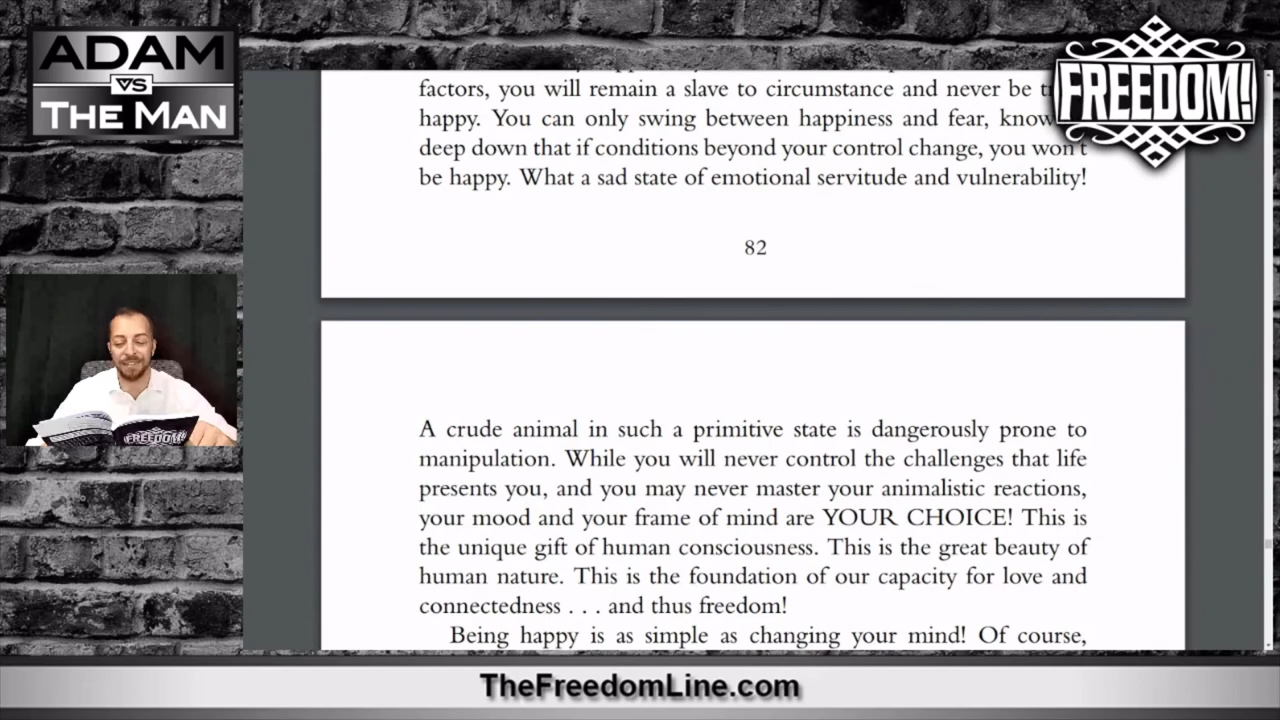 ADAM
VS
THE MAN
FREEDOM!
factors, you will remain a slave to circumstance and never be
happy. You can only swing between happiness and fear,
deep down that if conditions beyond your control change, you won't
be happy. What a sad state of emotional servitude and vulnerability!
82
A crude animal in such a primitive state is dangerously prone to
manipulation. While you will never control the challenges that life
presents you, and you may never master your animalistic reactions,
your mood and your frame of mind are YOUR CHOICE! This is
the unique gift of human consciousness. This is the great beauty of
human nature. This is the foundation of our capacity for love and
connectedness . . . and thus freedom!
Being happy is as simple as changing your mind! Of course,
FREEDOM!
TheFreedomLine.com